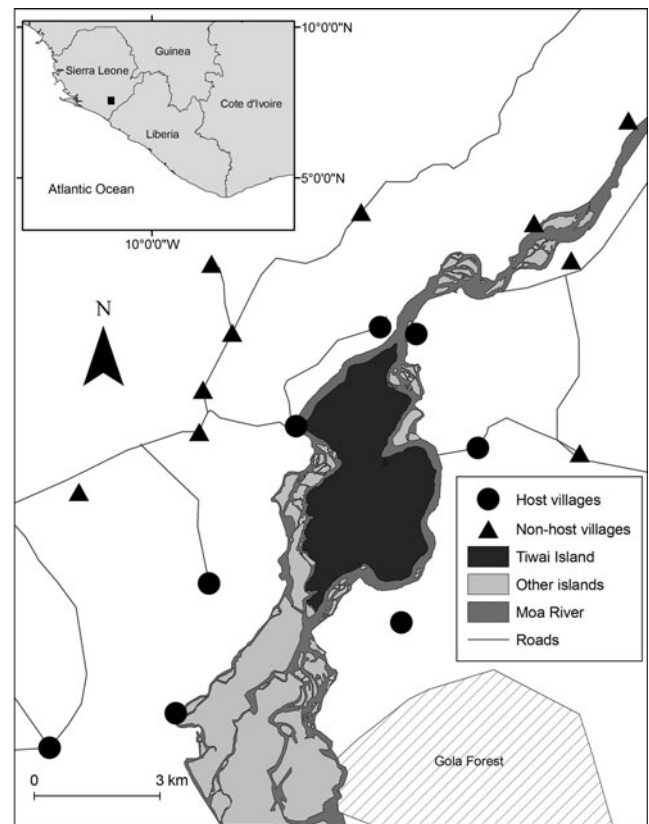 10°0'0"N
Guinea
Sierra Leone
Cote d'Ivoire
Liberia
5°0'0"N
Atlantic Ocean
10°0'0"W
N
Host villages
Non-host villages
Tiwai Island
Other islands
Moa River
Roads
Gola Forest
0 3 km